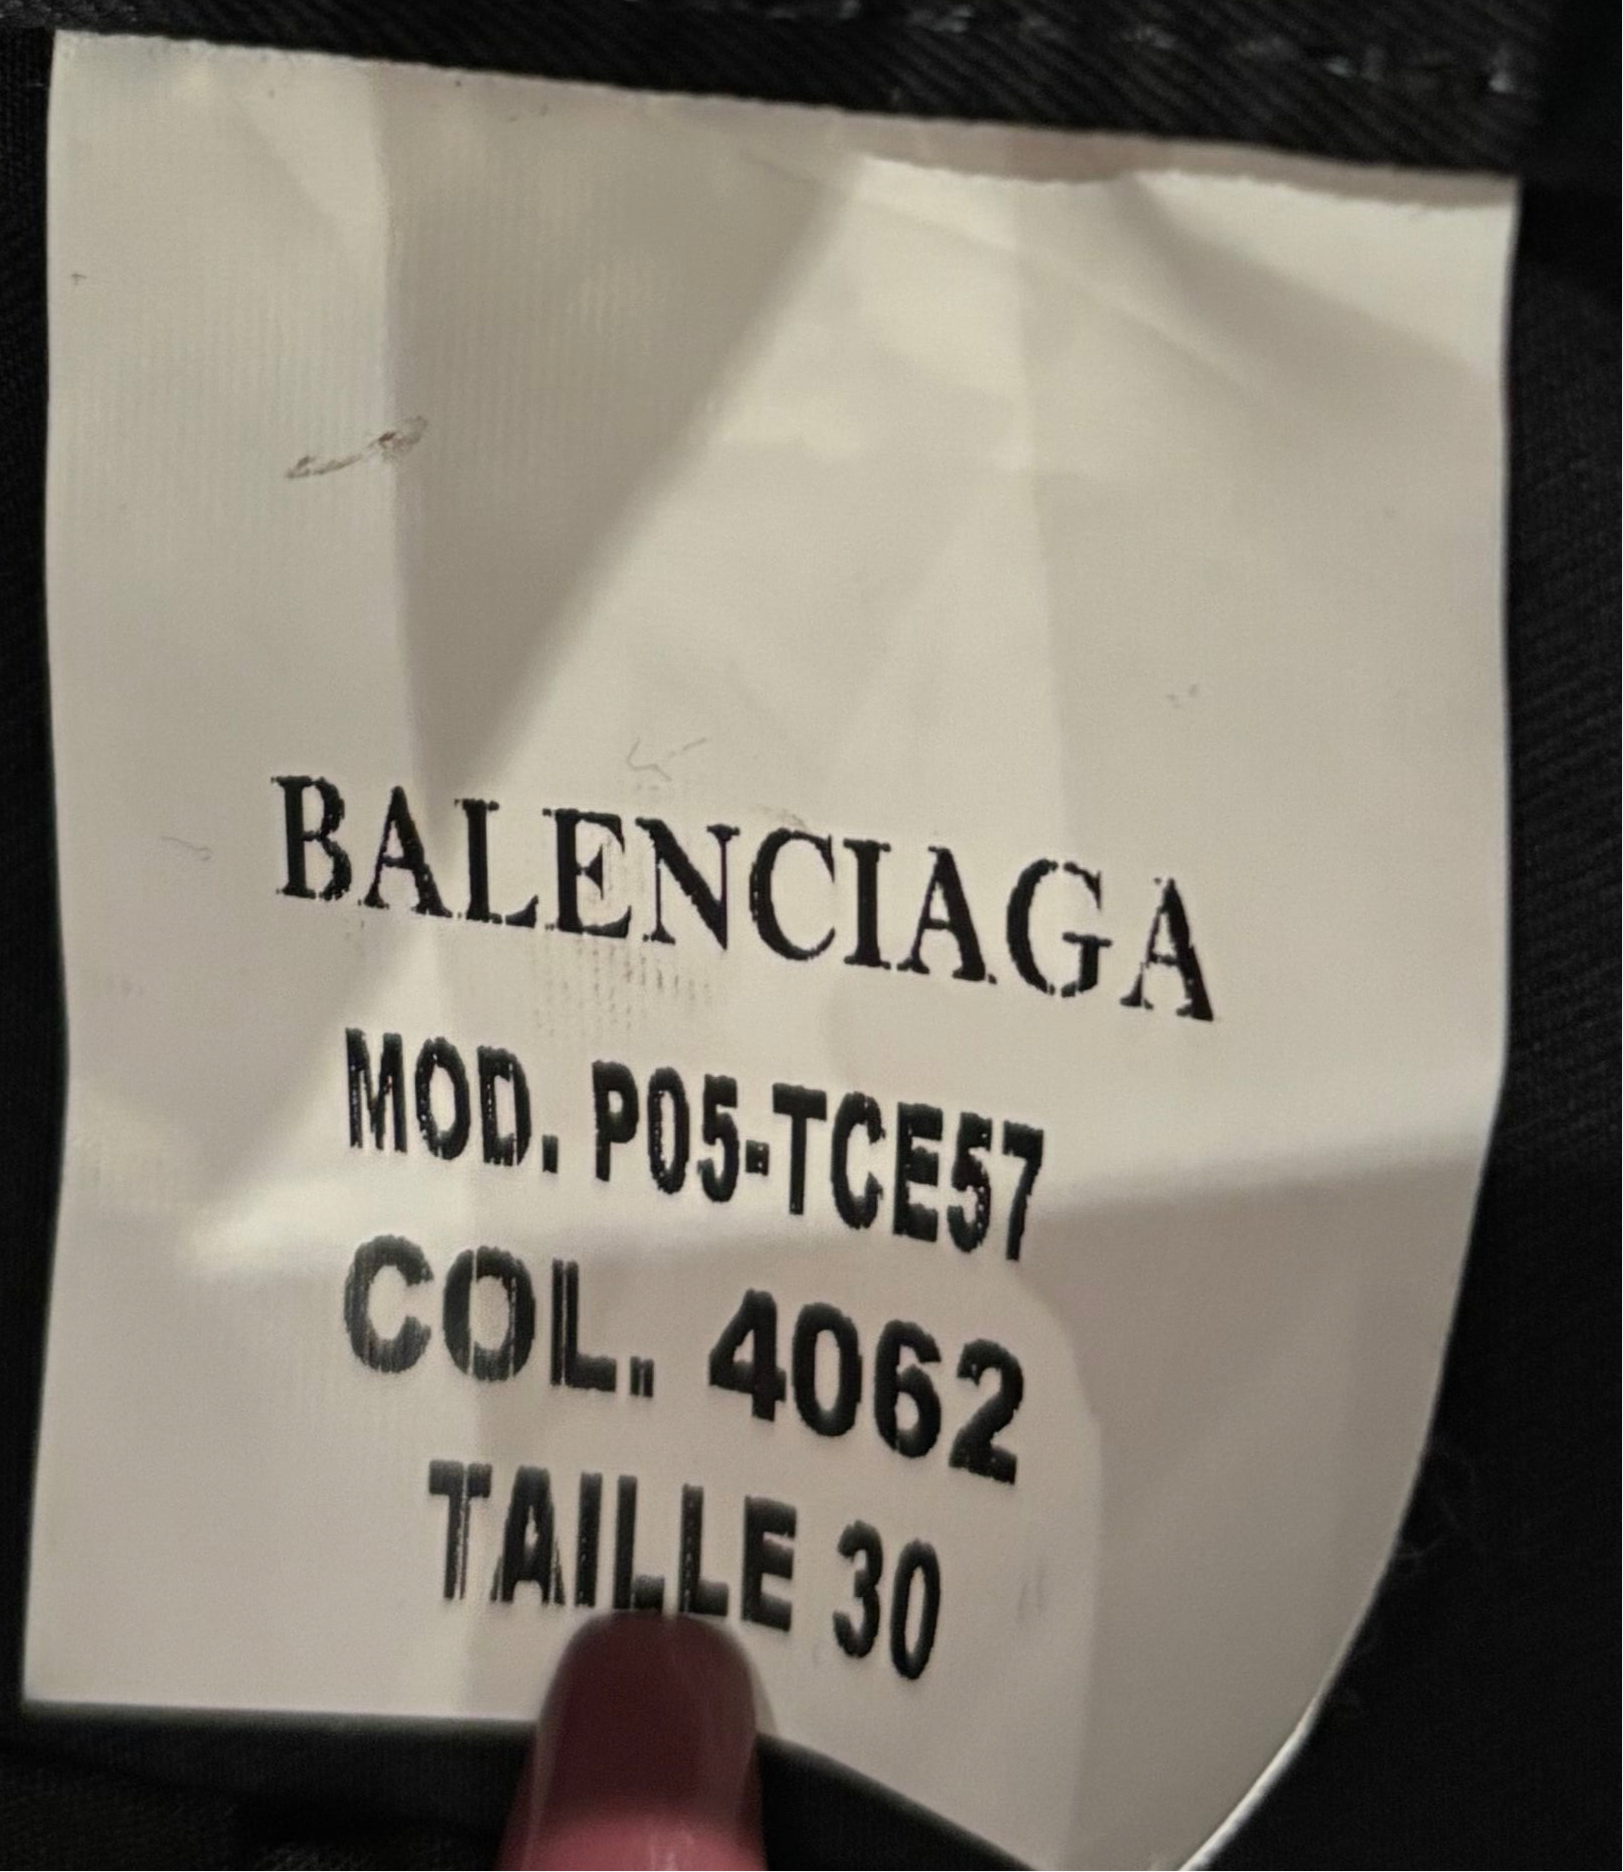 BALENCIAGA
MOD. P05-TCE57
COL. 4062
TAILLE 30